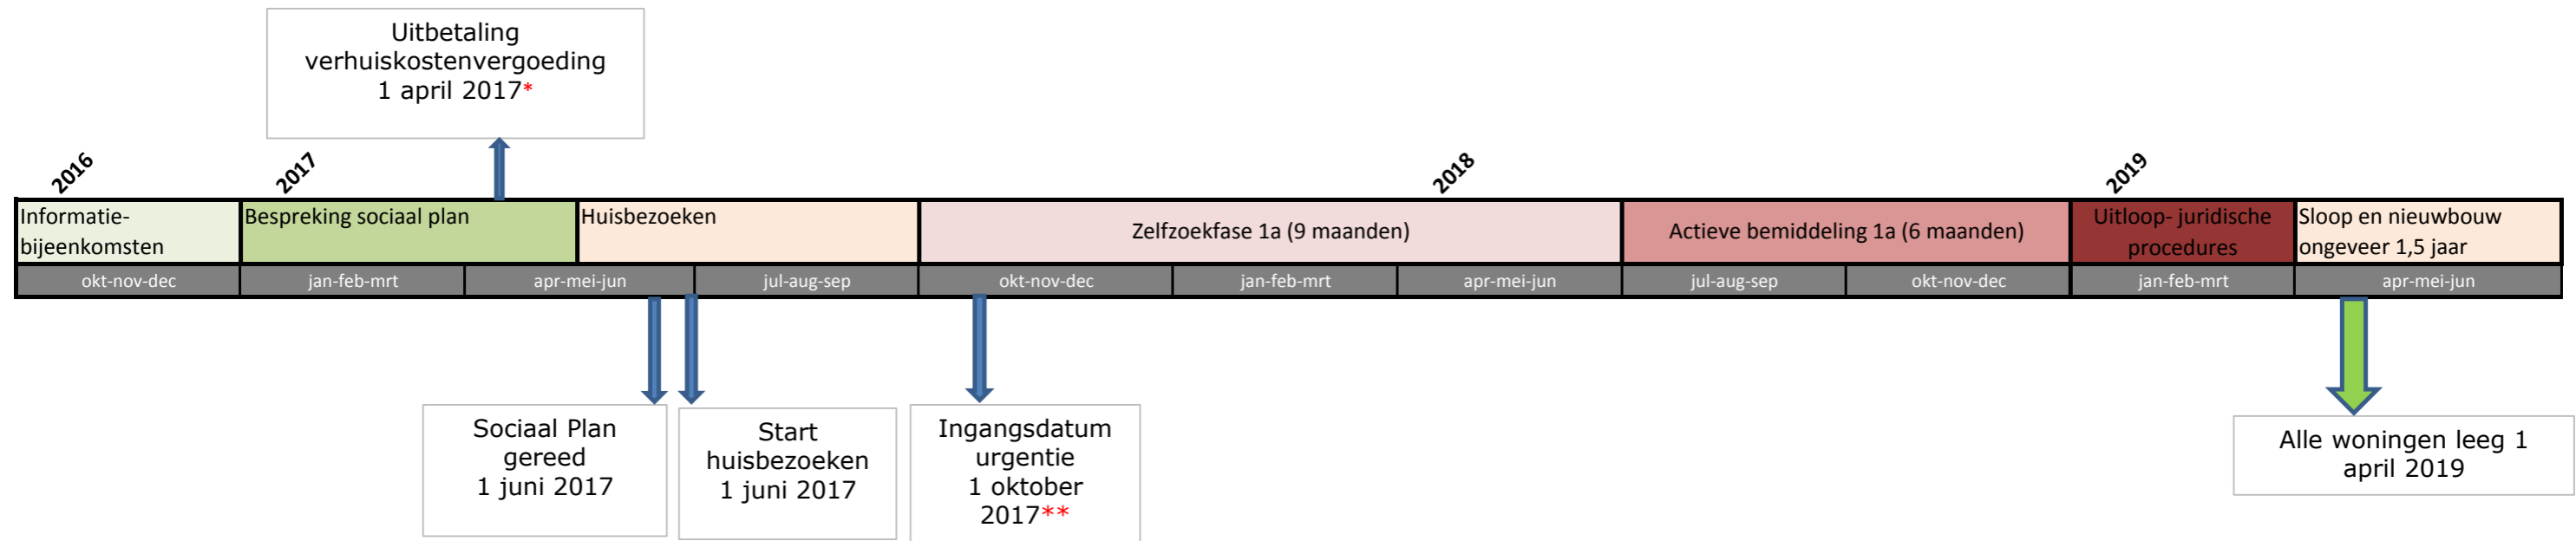 Uitbetaling
verhuiskostenvergoeding
1 april 2017*
2016
2017
2018
2019
Informatie-
bijeenkomsten
Bespreking sociaal plan
Huisbezoeken
Zelfzoekfase 1a (9 maanden)
Actieve bemiddeling 1a (6 maanden)
Uitloop- juridische
procedures
Sloop en nieuwbouw
ongeveer 1,5 jaar
okt-nov-dec
jan-feb-mrt
apr-mei-jun
jul-aug-sep
okt-nov-dec
jan-feb-mrt
apr-mei-jun
jul-aug-sep
okt-nov-dec
jan-feb-mrt
apr-mei-jun
Sociaal Plan
gereed
1 juni 2017
Start
huisbezoeken
1 juni 2017
Ingangsdatum
urgentie
1 oktober
2017**
Alle woningen leeg 1
april 2019